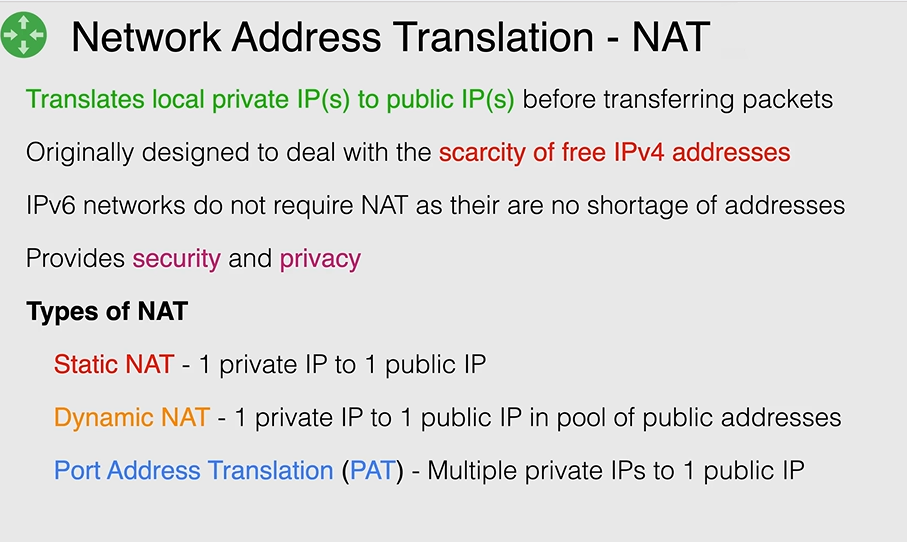 Network Address Translation - NAT
Translates local private IP(s) to public IP(s) before transferring packets
Originally designed to deal with the scarcity of free IPv4 addresses
IPv6 networks do not require NAT as their are no shortage of addresses
Provides security and privacy
Types of NAT
Static NAT - 1 private IP to 1 public IP
Dynamic NAT - 1 private IP to 1 public IP in pool of public addresses
Port Address Translation (PAT) - Multiple private IPs to 1 public IP